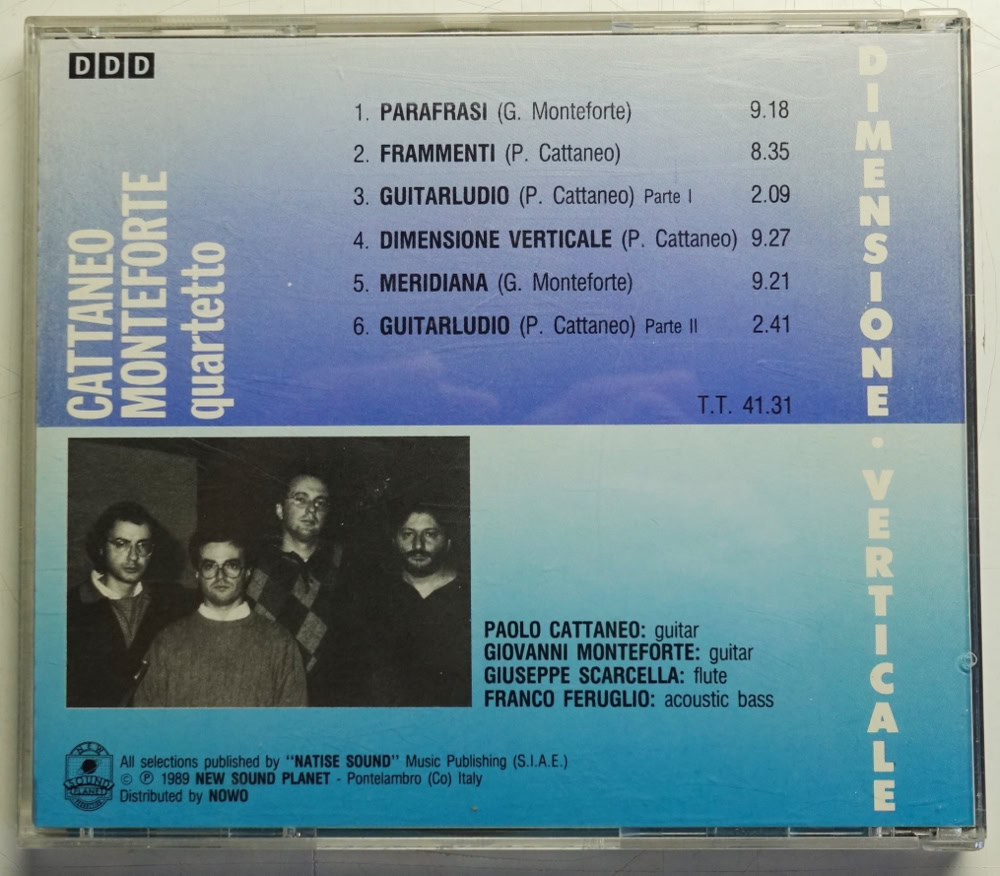 DDD
CATTANEO
MONTEFORTE
quartetto
1. PARAFRASI (G. Monteforte) 9.18
2. FRAMMENTI (P. Cattaneo) 8.35
3. GUITARLUDIO (P. Cattaneo) Parte I 2.09
4. DIMENSIONE VERTICALE (P. Cattaneo) 9.27
5. MERIDIANA (G. Monteforte) 9.21
6. GUITARLUDIO (P. Cattaneo) Parte II 2.41
T.T. 41.31
DIMENSIONE · VERTICALE
PAOLO CATTANEO: guitar
GIOVANNI MONTEFORTE: guitar
GIUSEPPE SCARCELLA: flute
FRANCO FERUGLIO: acoustic bass
NEW
SOUND
PLANET
All selections published by "NATISE SOUND" Music Publishing (S.I.A.E.)
© ℗ 1989 NEW SOUND PLANET - Pontelambro (Co) Italy
Distributed by NOWO